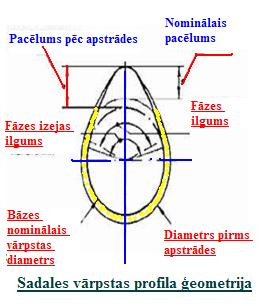 Nominālais
pacēlums
Pacēlums pēc apstrādes
Fāzes
ilgums
Fāzes izejas
ilgums
Bāzes
nominālais
vārpstas
diametrs
Diametrs pirms
apstrādes
Sadales vārpstas profila ģeometrija